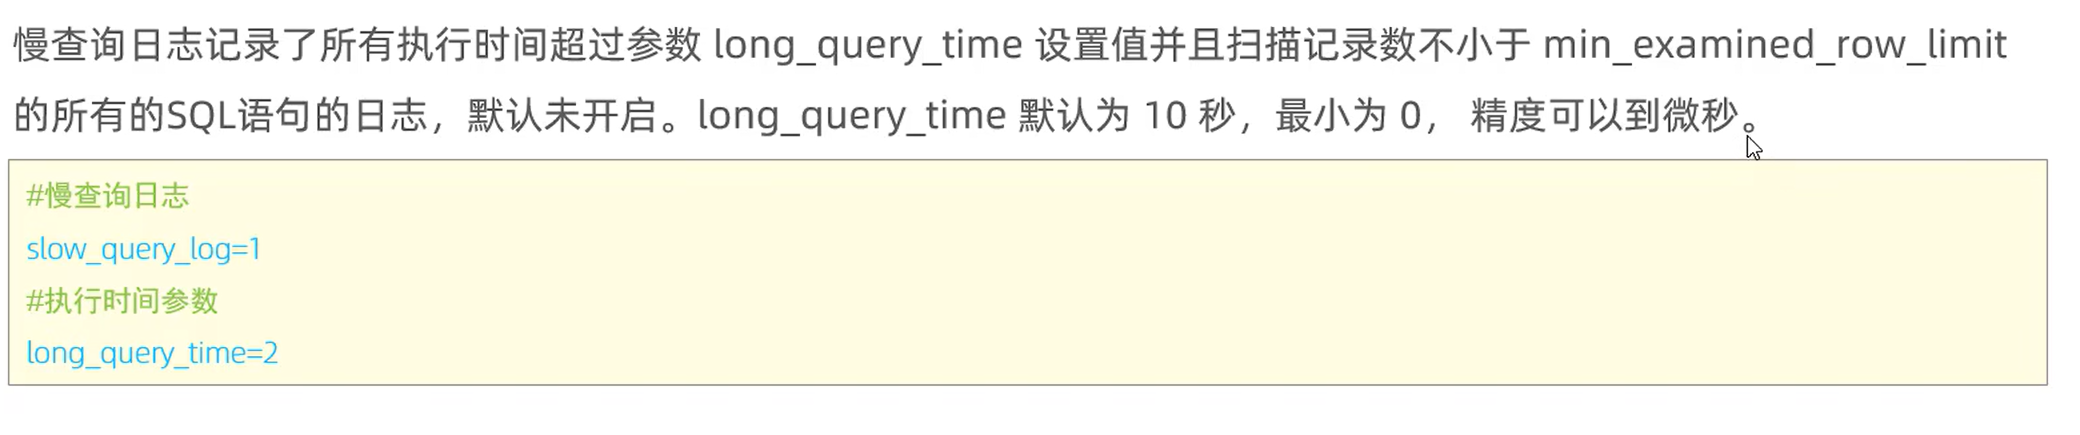 慢查询日志记录了所有执行时间超过参数 long_query_time 设置值并且扫描记录数不小于 min_examined_row_limit
的所有的SQL语句的日志，默认未开启。long_query_time 默认为 10 秒，最小为 0， 精度可以到微秒。
#慢查询日志
slow_query_log=1
#执行时间参数
long_query_time=2